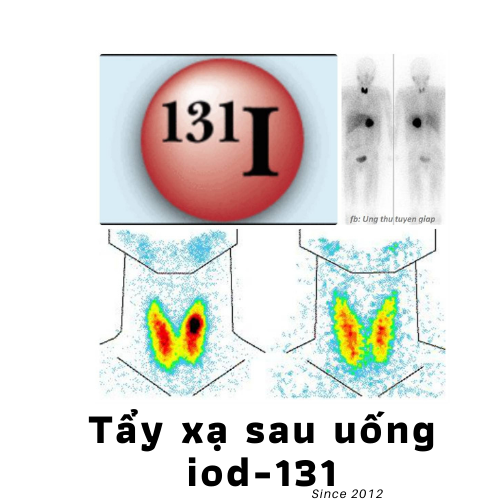 131I
fb: Ung thu tuyen giap
Tẩy xạ sau uống
iod-131
Since 2012